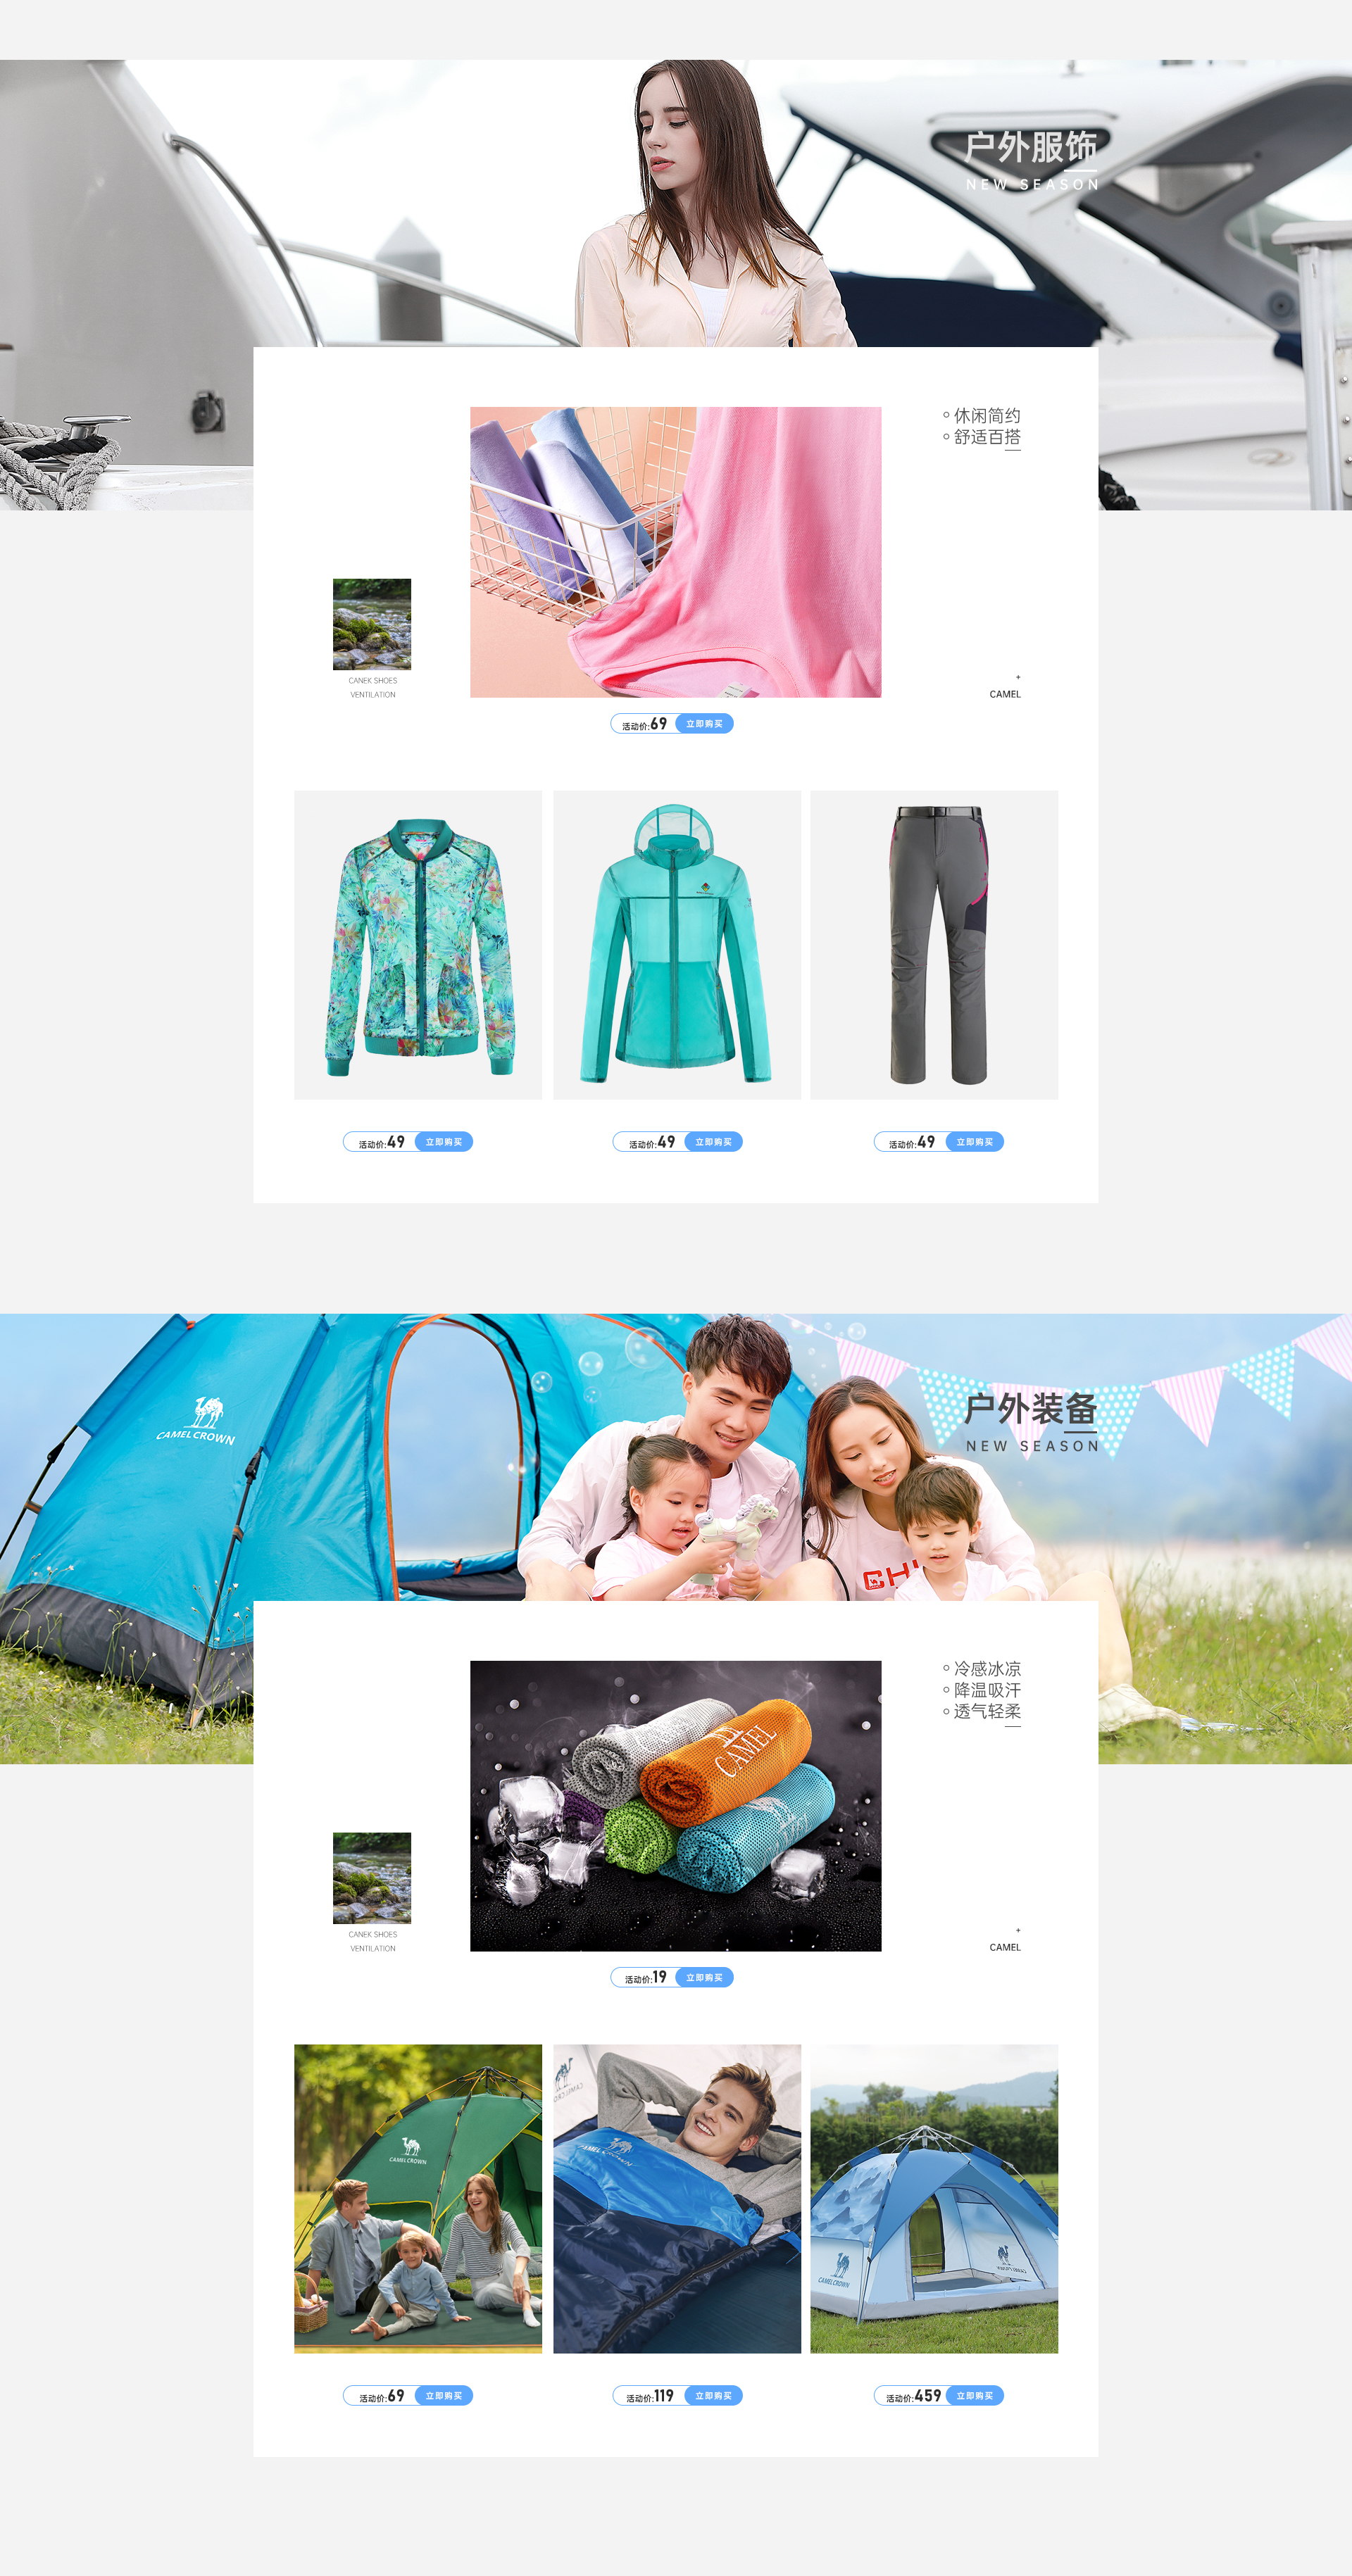 户外服饰
NEW SEASON
休闲简约
舒适百搭
CANEK SHOES
VENTILATION
+
CAMEL
活动价:69 立即购买
活动价:49 立即购买
活动价:49 立即购买
活动价:49 立即购买
CAMEL CROWN
户外装备
NEW SEASON
冷感冰凉
降温吸汗
透气轻柔
CAMEL
CANEK SHOES
VENTILATION
+
CAMEL
活动价:19 立即购买
CAMEL CROWN
CAMEL CROWN
CAMEL CROWN
活动价:69 立即购买
活动价:119 立即购买
活动价:459 立即购买